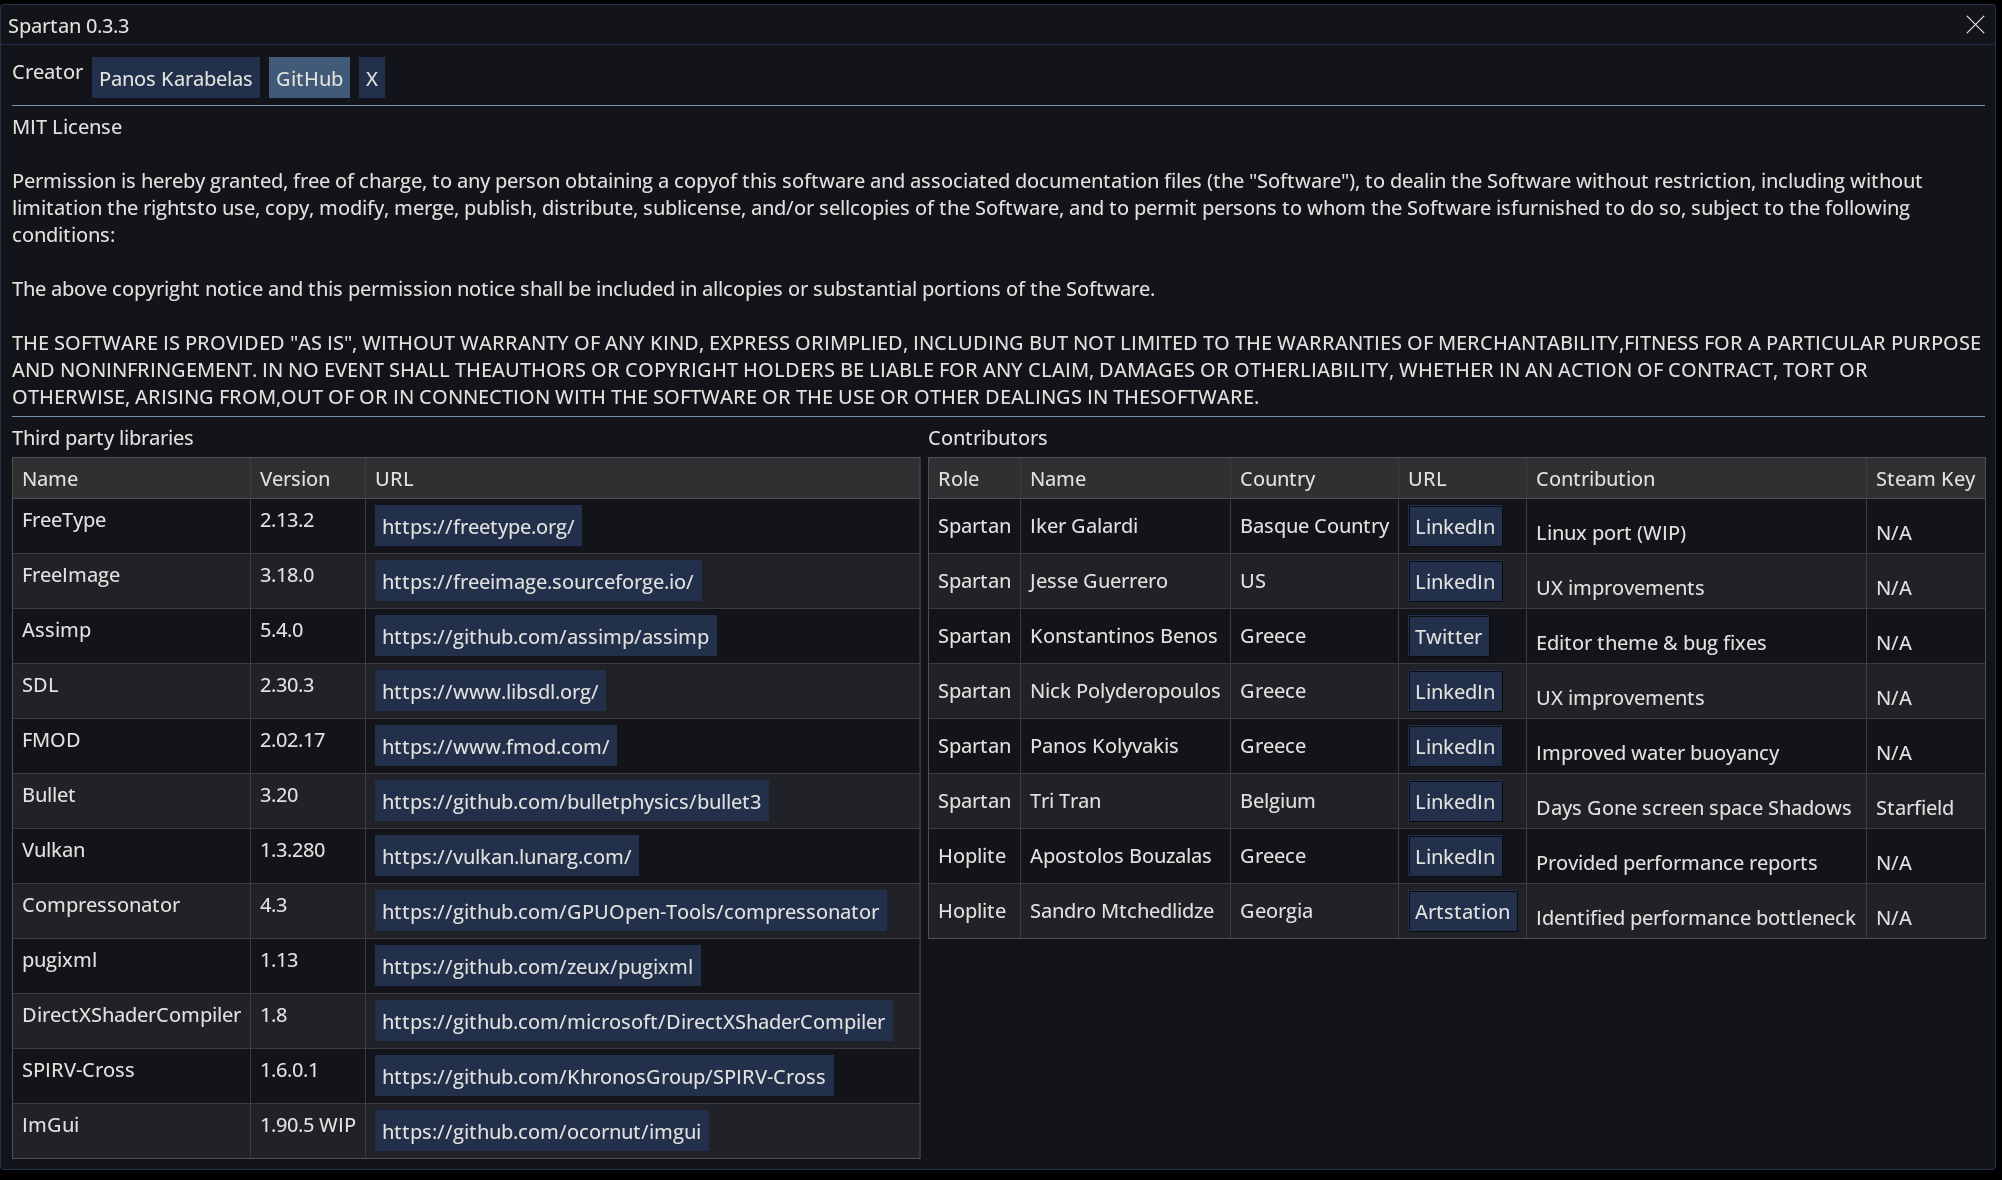 Spartan 0.3.3
Creator Panos Karabelas GitHub X
MIT License
Permission is hereby granted, free of charge, to any person obtaining a copyof this software and associated documentation files (the "Software"), to dealin the Software without restriction, including without
limitation the rightsto use, copy, modify, merge, publish, distribute, sublicense, and/or sellcopies of the Software, and to permit persons to whom the Software isfurnished to do so, subject to the following
conditions:
The above copyright notice and this permission notice shall be included in allcopies or substantial portions of the Software.
THE SOFTWARE IS PROVIDED "AS IS", WITHOUT WARRANTY OF ANY KIND, EXPRESS ORIMPLIED, INCLUDING BUT NOT LIMITED TO THE WARRANTIES OF MERCHANTABILITY,FITNESS FOR A PARTICULAR PURPOSE
AND NONINFRINGEMENT. IN NO EVENT SHALL THEAUTHORS OR COPYRIGHT HOLDERS BE LIABLE FOR ANY CLAIM, DAMAGES OR OTHERLIABILITY, WHETHER IN AN ACTION OF CONTRACT, TORT OR
OTHERWISE, ARISING FROM,OUT OF OR IN CONNECTION WITH THE SOFTWARE OR THE USE OR OTHER DEALINGS IN THESOFTWARE.
Third party libraries
Name Version URL
FreeType 2.13.2 https://freetype.org/
FreeImage 3.18.0 https://freeimage.sourceforge.io/
Assimp 5.4.0 https://github.com/assimp/assimp
SDL 2.30.3 https://www.libsdl.org/
FMOD 2.02.17 https://www.fmod.com/
Bullet 3.20 https://github.com/bulletphysics/bullet3
Vulkan 1.3.280 https://vulkan.lunarg.com/
Compressonator 4.3 https://github.com/GPUOpen-Tools/compressonator
pugixml 1.13 https://github.com/zeux/pugixml
DirectXShaderCompiler 1.8 https://github.com/microsoft/DirectXShaderCompiler
SPIRV-Cross 1.6.0.1 https://github.com/KhronosGroup/SPIRV-Cross
ImGui 1.90.5 WIP https://github.com/ocornut/imgui
Contributors
Role Name Country URL Contribution Steam Key
Spartan Iker Galardi Basque Country LinkedIn Linux port (WIP) N/A
Spartan Jesse Guerrero US LinkedIn UX improvements N/A
Spartan Konstantinos Benos Greece Twitter Editor theme & bug fixes N/A
Spartan Nick Polyderopoulos Greece LinkedIn UX improvements N/A
Spartan Panos Kolyvakis Greece LinkedIn Improved water buoyancy N/A
Spartan Tri Tran Belgium LinkedIn Days Gone screen space Shadows Starfield
Hoplite Apostolos Bouzalas Greece LinkedIn Provided performance reports N/A
Hoplite Sandro Mtchedlidze Georgia Artstation Identified performance bottleneck N/A